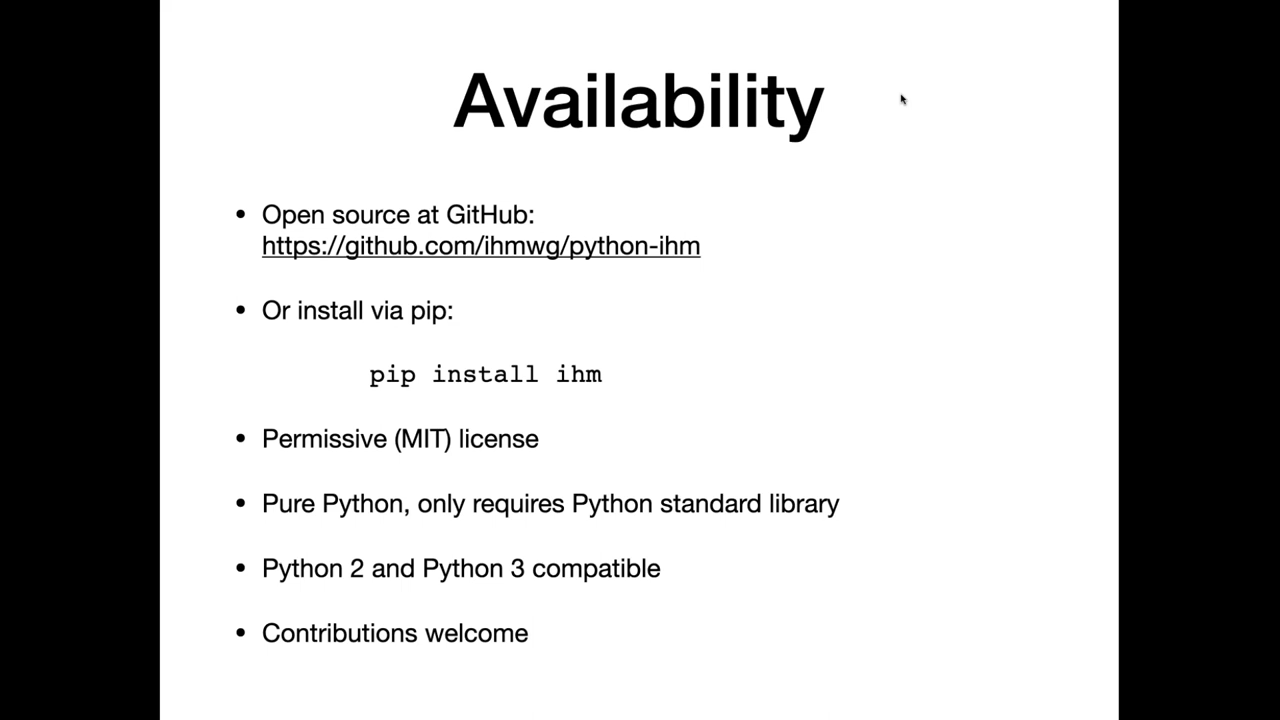 Availability
• Open source at GitHub:
https://github.com/ihmwg/python-ihm
• Or install via pip:
pip install ihm
• Permissive (MIT) license
• Pure Python, only requires Python standard library
• Python 2 and Python 3 compatible
• Contributions welcome